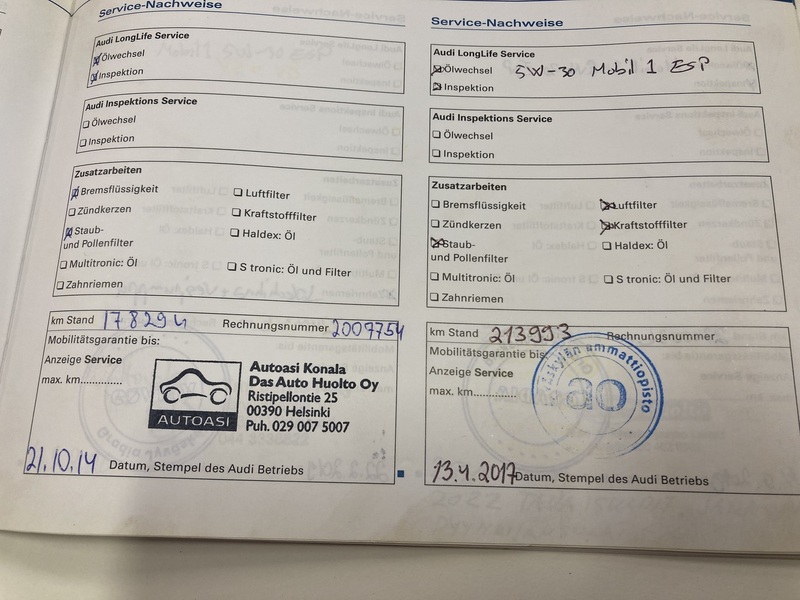 Service-Nachweise
Audi LongLife Service
Ölwechsel
Inspektion
Audi Inspektions Service
Ölwechsel
Inspektion
Zusatzarbeiten
Bremsflüssigkeit
Luftfilter
Zündkerzen
Kraftstofffilter
Staub-
und Pollenfilter
Haldex: Öl
Multitronic: Öl
S tronic: Öl und Filter
Zahnriemen
km Stand 178294
Rechnungsnummer 2007754
Mobilitätsgarantie bis:
Anzeige Service
max. km.............
AUTOASI
Autoasi Konala
Das Auto Huolto Oy
Ristipellontie 25
00390 Helsinki
Puh. 029 007 5007
21.10.14 Datum, Stempel des Audi Betriebs
Service-Nachweise
Audi LongLife Service
Ölwechsel 5W-30 Mobil 1 ESP
Inspektion
Audi Inspektions Service
Ölwechsel
Inspektion
Zusatzarbeiten
Bremsflüssigkeit
Luftfilter
Zündkerzen
Kraftstofffilter
Staub-
und Pollenfilter
Haldex: Öl
Multitronic: Öl
S tronic: Öl und Filter
Zahnriemen
km Stand 213993
Rechnungsnummer
Mobilitätsgarantie bis:
Anzeige Service
max. km.............
ammattiopisto
ao
13.4.2017 Datum, Stempel des Audi Betriebs